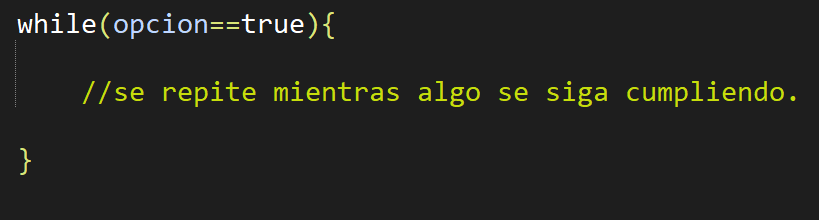 while(opcion==true){
//se repite mientras algo se siga cumpliendo.
}